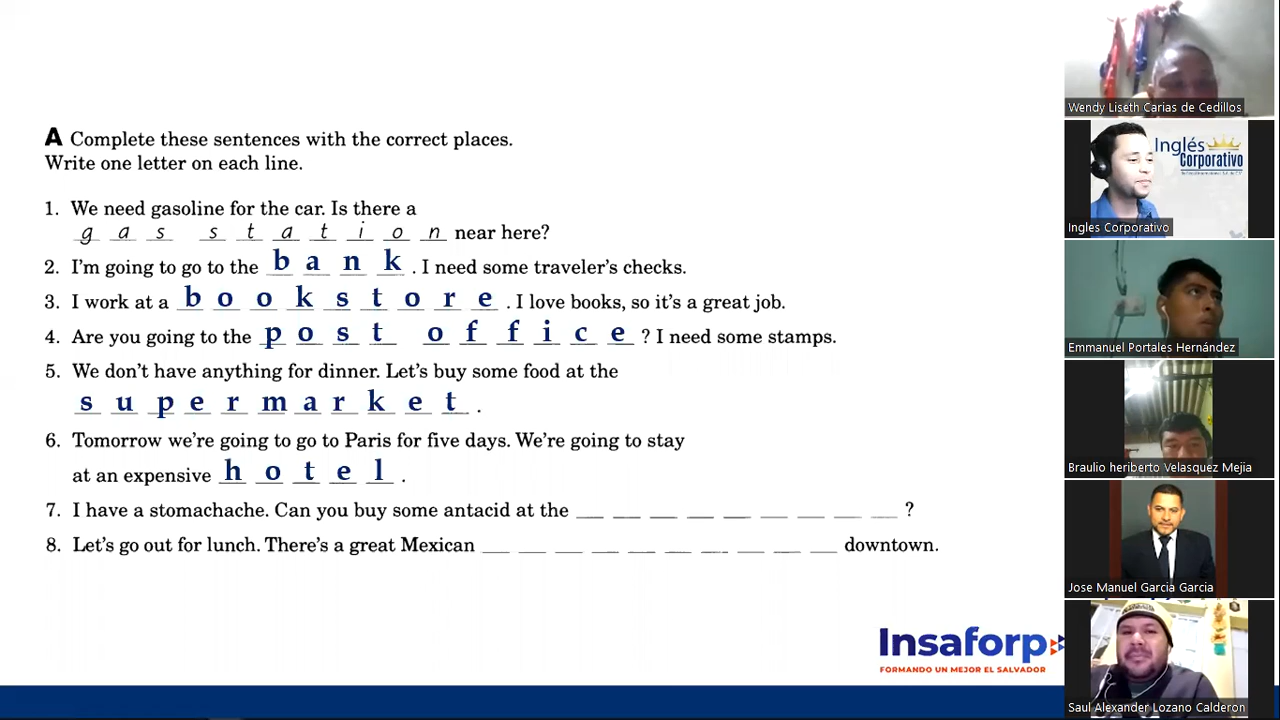 A Complete these sentences with the correct places.
Write one letter on each line.
1. We need gasoline for the car. Is there a
g a s s t a t i o n near here?
2. I'm going to go to the b a n k . I need some traveler's checks.
3. I work at a b o o k s t o r e . I love books, so it's a great job.
4. Are you going to the p o s t o f f i c e ? I need some stamps.
5. We don't have anything for dinner. Let's buy some food at the
s u p e r m a r k e t .
6. Tomorrow we're going to go to Paris for five days. We're going to stay
at an expensive h o t e l .
7. I have a stomachache. Can you buy some antacid at the _ _ _ _ _ _ _ _ _ ?
8. Let's go out for lunch. There's a great Mexican _ _ _ _ _ _ _ _ _ _ downtown.
Insaforp
FORMANDO UN MEJOR EL SALVADOR
Wendy Liseth Carias de Cedillos
Inglés
Corporativo
Ingles Corporativo
Emmanuel Portales Hernández
Braulio heriberto Velasquez Mejia
Jose Manuel Garcia Garcia
Saul Alexander Lozano Calderon